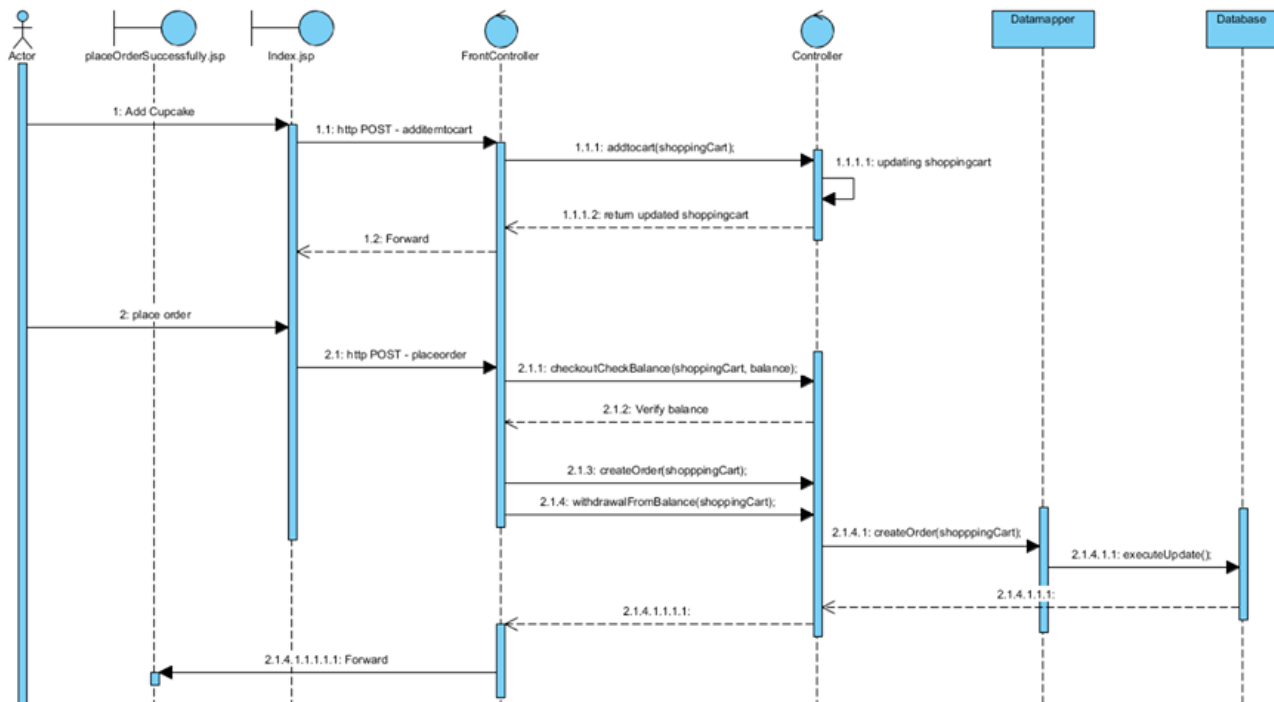 Actor
placeOrderSuccessfully.jsp
Index.jsp
FrontController
Controller
Datamapper
Database
1: Add Cupcake
1.1: http POST - additemtocart
1.1.1: addtocart(shoppingCart);
1.1.1.1: updating shoppingcart
1.1.1.2: return updated shoppingcart
1.2: Forward
2: place order
2.1: http POST - placeorder
2.1.1: checkoutCheckBalance(shoppingCart, balance);
2.1.2: Verify balance
2.1.3: createOrder(shopppingCart);
2.1.4: withdrawalFromBalance(shoppingCart);
2.1.4.1: createOrder(shopppingCart);
2.1.4.1.1: executeUpdate();
2.1.4.1.1.1:
2.1.4.1.1.1.1:
2.1.4.1.1.1.1.1: Forward